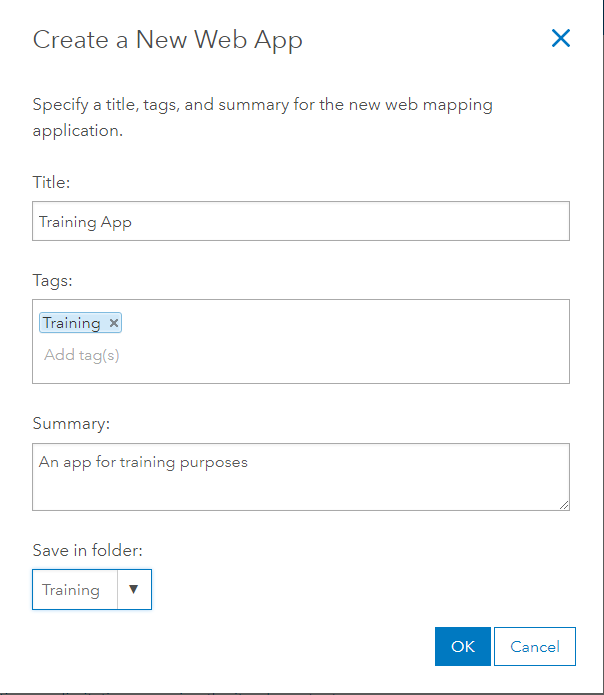 Create a New Web App
Specify a title, tags, and summary for the new web mapping
application.
Title:
Training App
Tags:
Training ×
Add tag(s)
Summary:
An app for training purposes
Save in folder:
Training
OK Cancel